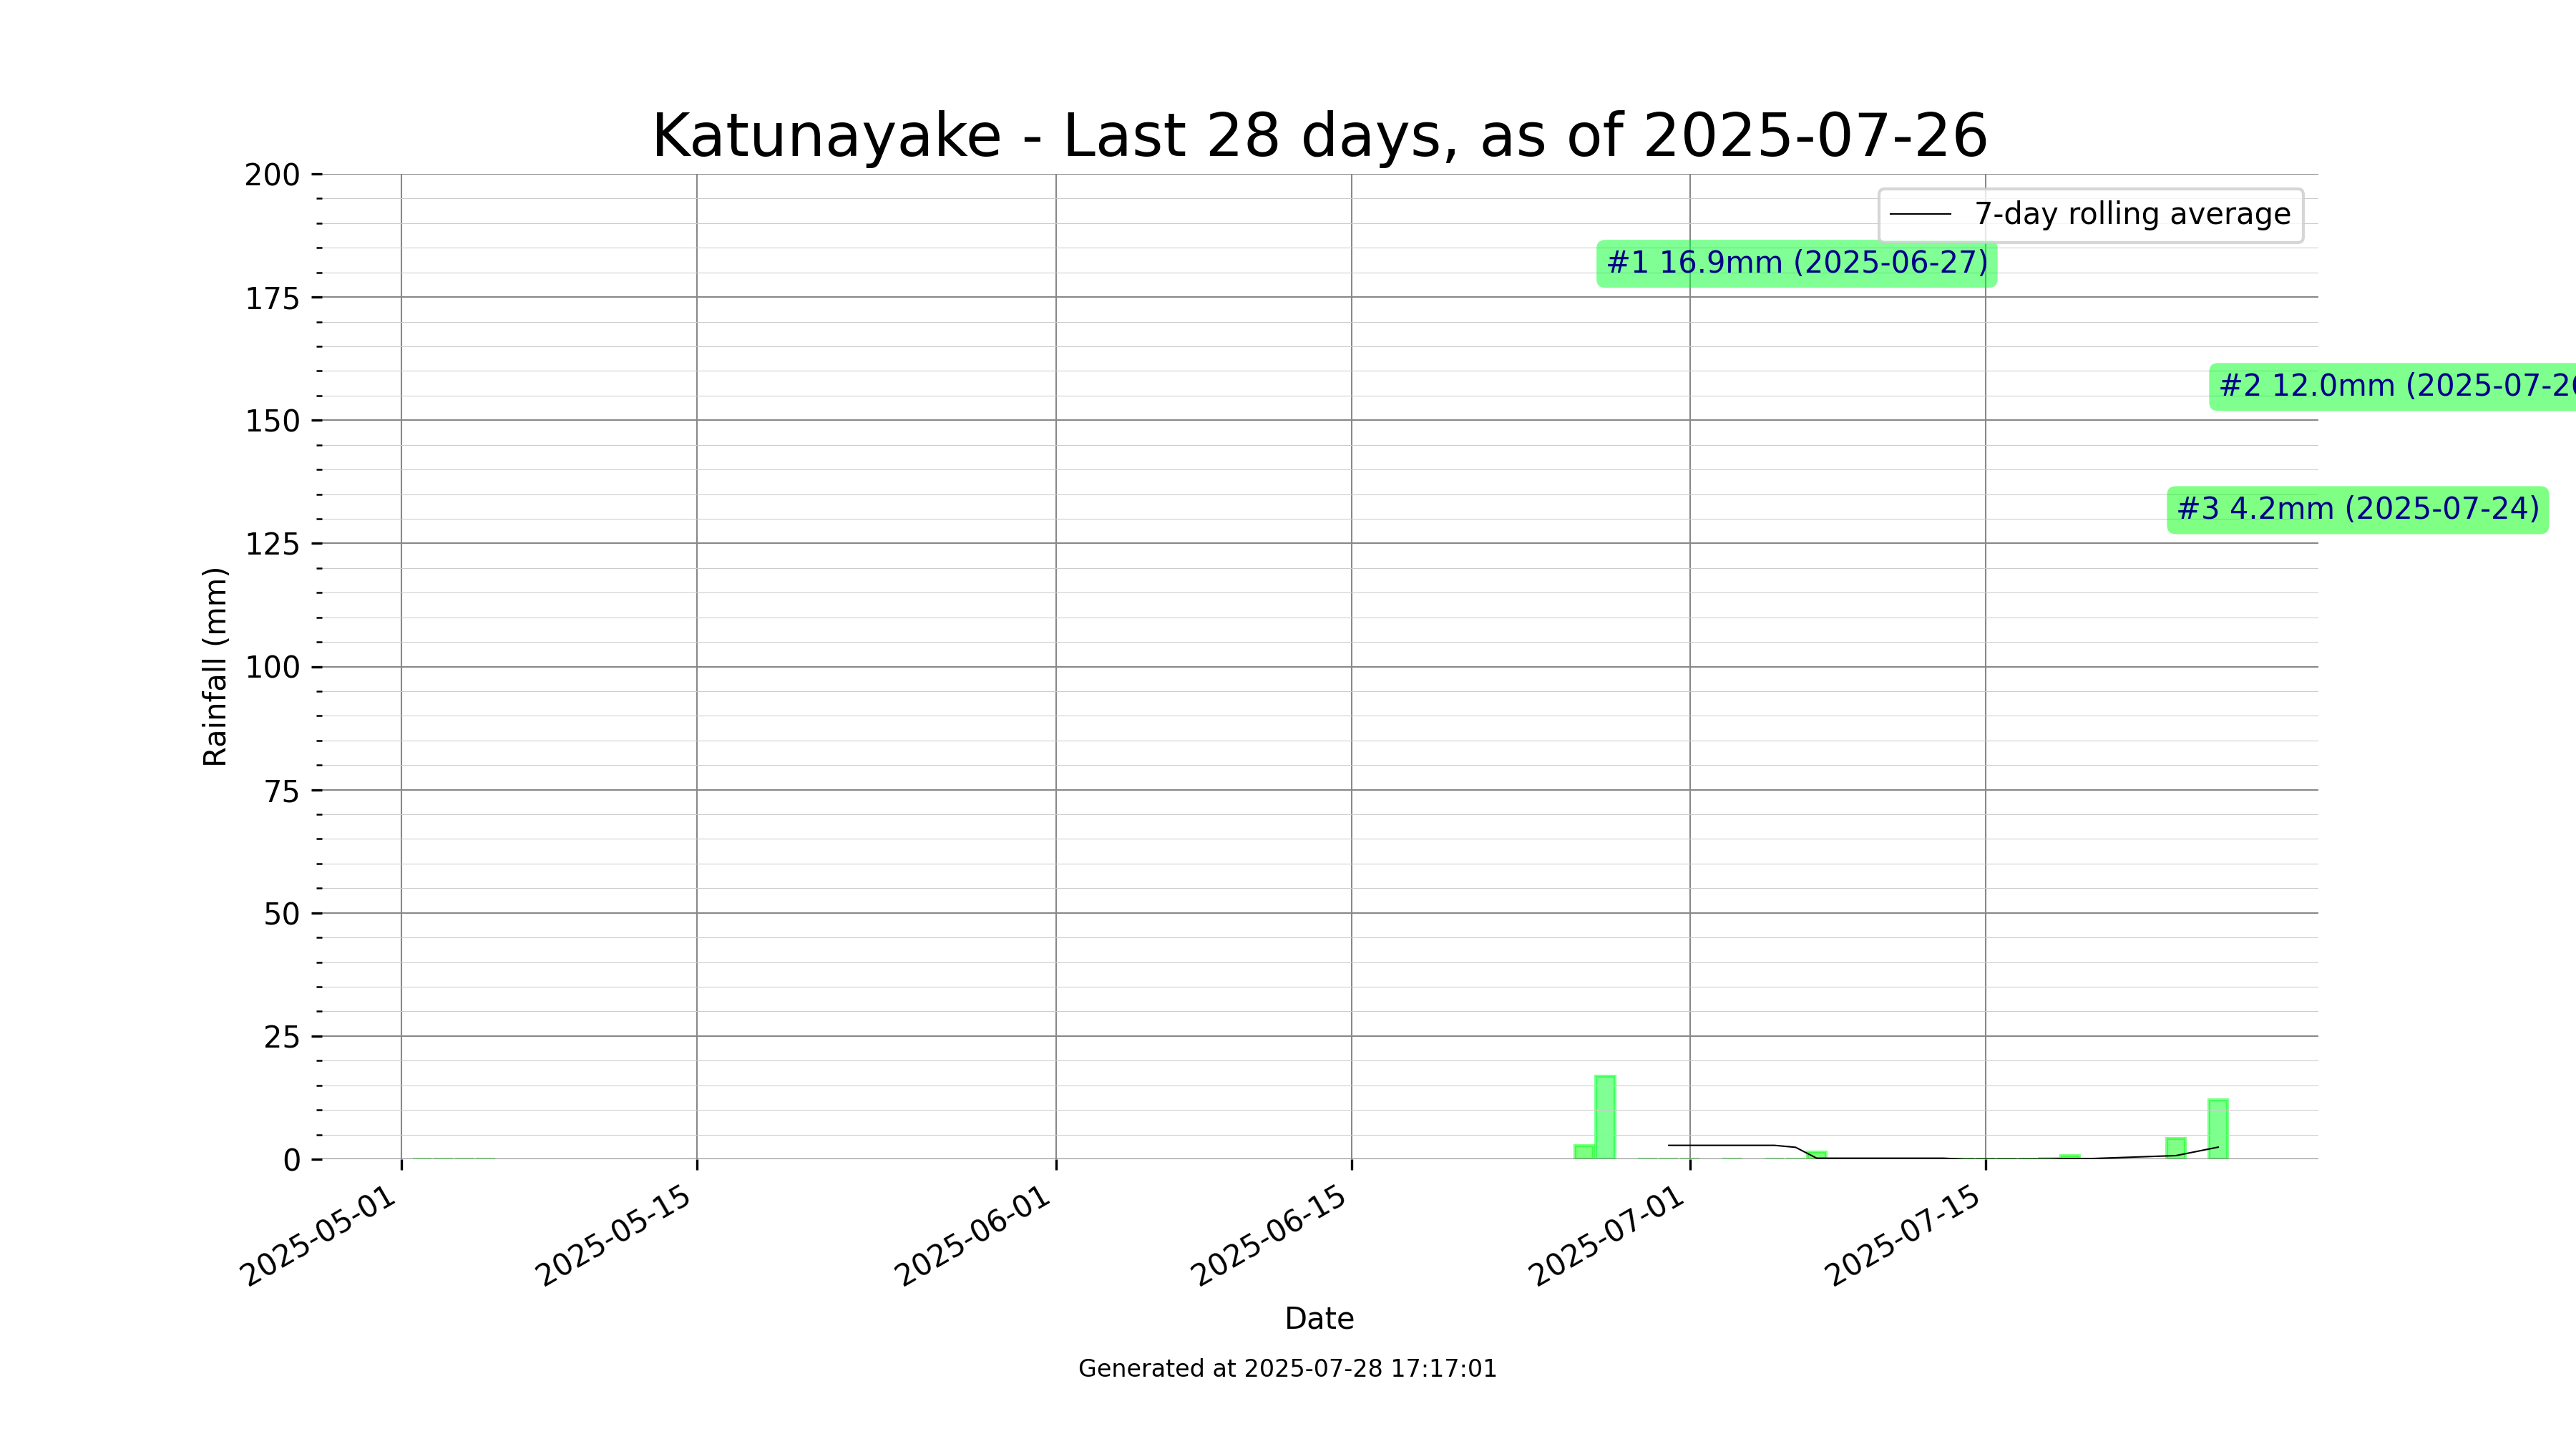 Katunayake - Last 28 days, as of 2025-07-26
200
175
150
125
100
75
50
25
0
Rainfall (mm)
7-day rolling average
#1 16.9mm (2025-06-27)
#2 12.0mm (2025-07-26
#3 4.2mm (2025-07-24)
2025-05-01
2025-05-15
2025-06-01
2025-06-15
2025-07-01
2025-07-15
Date
Generated at 2025-07-28 17:17:01